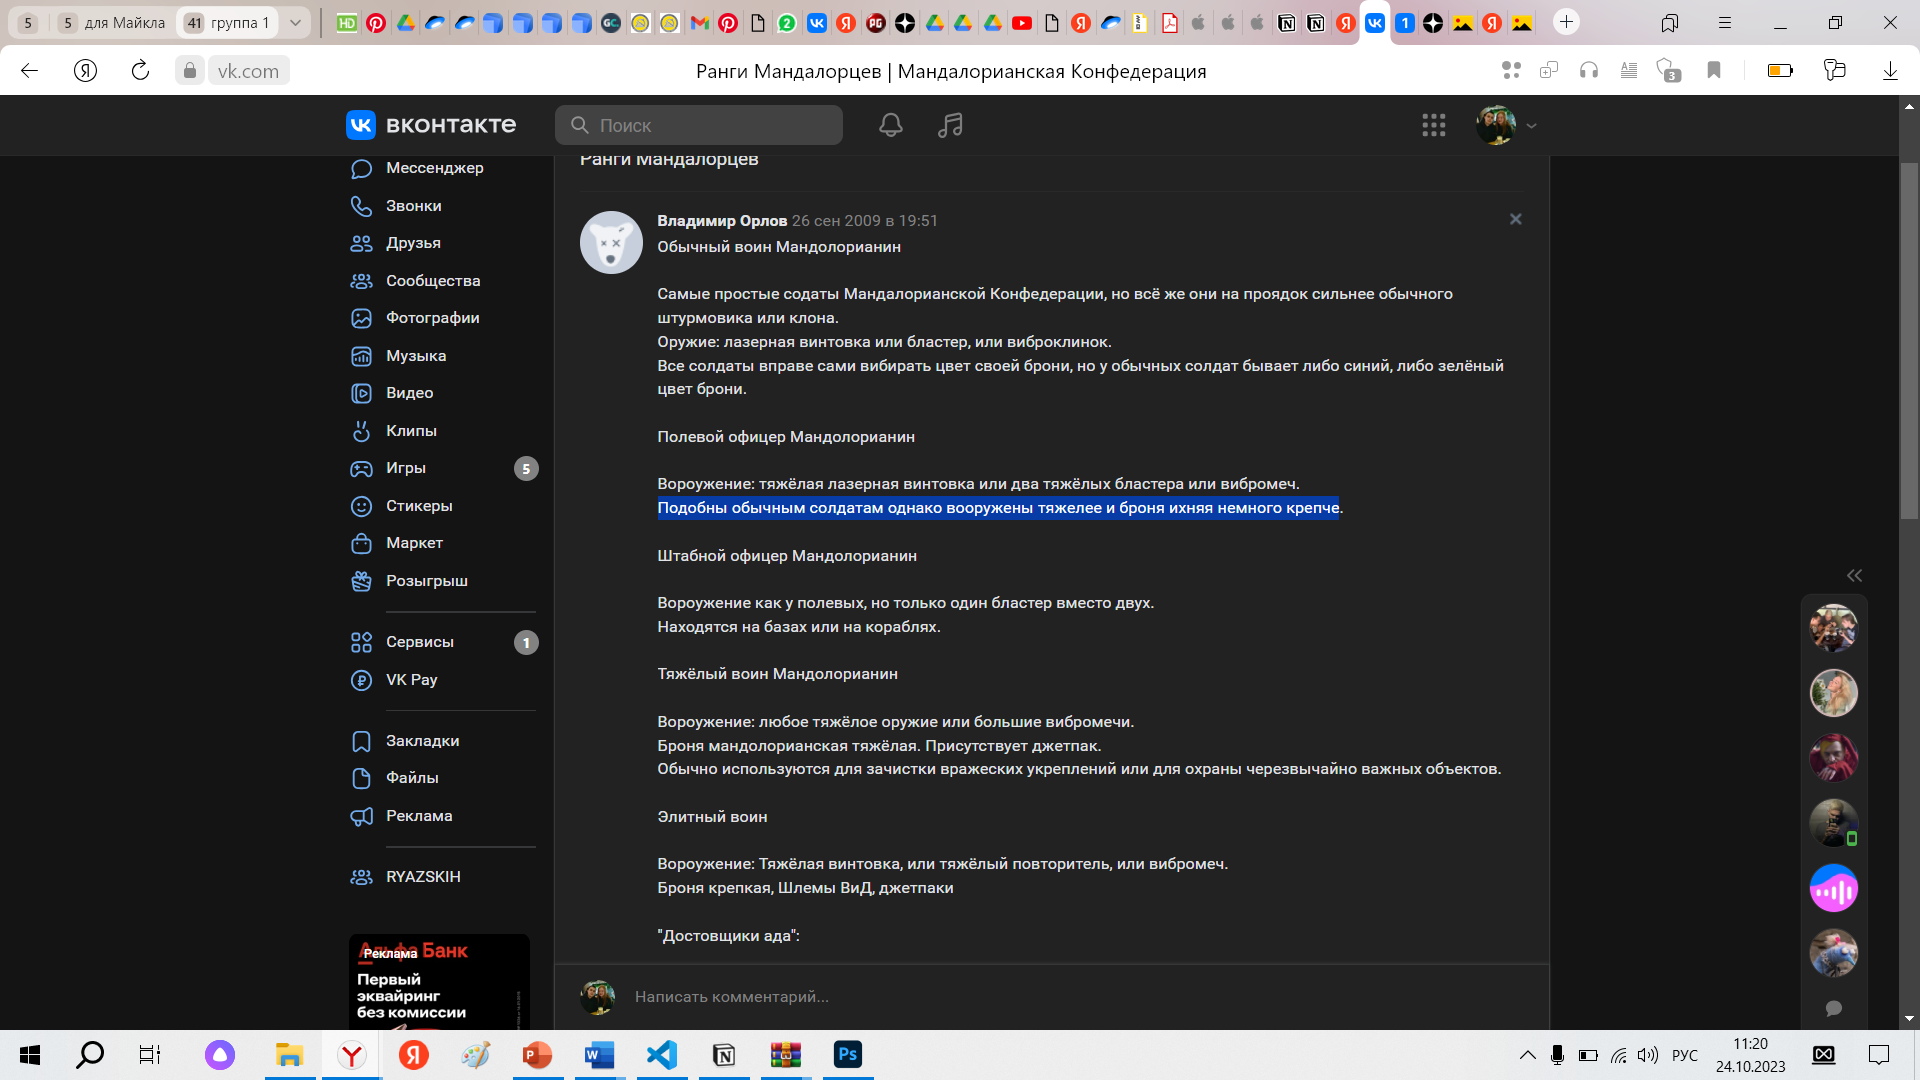 5
5 для Майкла
41 группа 1
vk.com
Ранги Мандалорцев | Мандалорианская Конфедерация
3
вконтакте
Поиск
Мессенджер
Звонки
Друзья
Сообщества
Фотографии
Музыка
Видео
Клипы
Игры 5
Стикеры
Маркет
Розыгрыш
Сервисы 1
VK Pay
Закладки
Файлы
Реклама
RYAZSKIH
Альфа Банк
Реклама
Первый
эквайринг
без комиссии
Ранги Мандалорцев
Владимир Орлов 26 сен 2009 в 19:51
Обычный воин Мандолорианин
Самые простые содаты Мандалорианской Конфедерации, но всё же они на проядок сильнее обычного
штурмовика или клона.
Оружие: лазерная винтовка или бластер, или виброклинок.
Все солдаты вправе сами вибирать цвет своей брони, но у обычных солдат бывает либо синий, либо зелёный
цвет брони.
Полевой офицер Мандолорианин
Вороужение: тяжёлая лазерная винтовка или два тяжёлых бластера или вибромеч.
Подобны обычным солдатам однако вооружены тяжелее и броня ихняя немного крепче.
Штабной офицер Мандолорианин
Вороужение как у полевых, но только один бластер вместо двух.
Находятся на базах или на кораблях.
Тяжёлый воин Мандолорианин
Вороужение: любое тяжёлое оружие или большие вибромечи.
Броня мандолорианская тяжёлая. Присутствует джетпак.
Обычно используются для зачистки вражеских укреплений или для охраны черезвычайно важных объектов.
Элитный воин
Вороужение: Тяжёлая винтовка, или тяжёлый повторитель, или вибромеч.
Броня крепкая, Шлемы ВиД, джетпаки
"Достовщики ада":
Написать комментарий...
РУС
11:20
24.10.2023